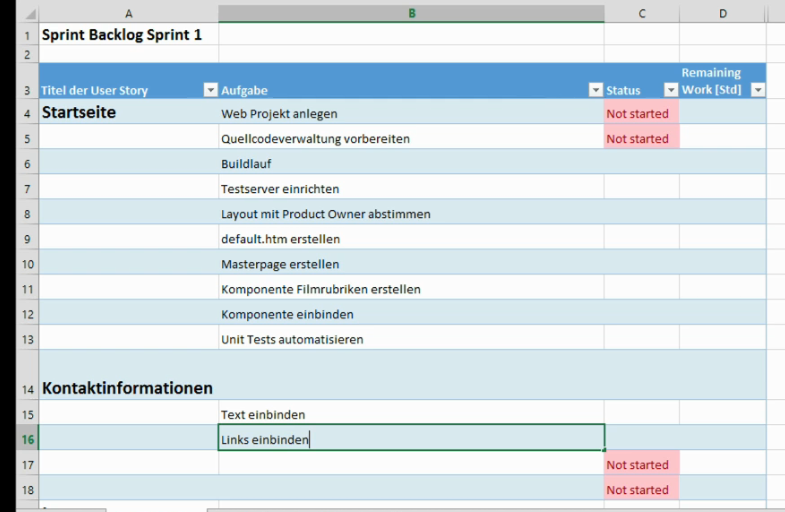 A B C D
1 Sprint Backlog Sprint 1
2
Remaining
3 Titel der User Story Aufgabe Status Work [Std]
4 Startseite Web Projekt anlegen Not started
5 Quellcodeverwaltung vorbereiten Not started
6 Buildlauf
7 Testserver einrichten
8 Layout mit Product Owner abstimmen
9 default.htm erstellen
10 Masterpage erstellen
11 Komponente Filmrubriken erstellen
12 Komponente einbinden
13 Unit Tests automatisieren
14 Kontaktinformationen
15 Text einbinden
16 Links einbinden
17 Not started
18 Not started